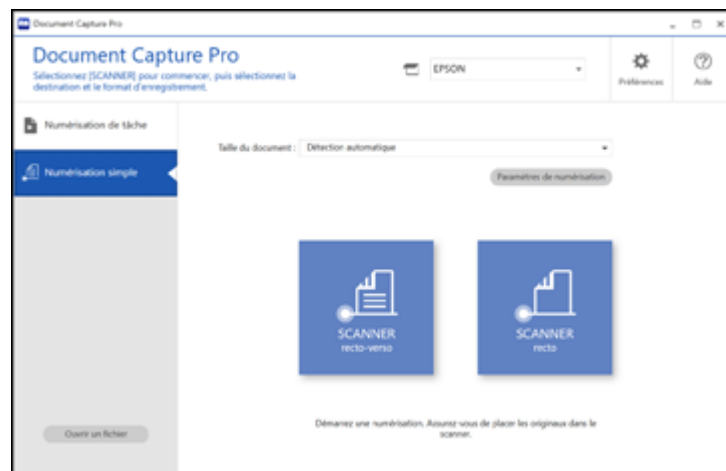 Document Capture Pro
Document Capture Pro
Sélectionnez [SCANNER] pour commencer, puis sélectionnez la
destination et le format d'enregistrement.
EPSON
Préférences
Aide
Numérisation de tâche
Numérisation simple
Taille du document :
Détection automatique
Paramètres de numérisation
SCANNER
recto-verso
SCANNER
recto
Démarrez une numérisation. Assurez-vous de placer les originaux dans le
scanner.
Ouvrir un fichier